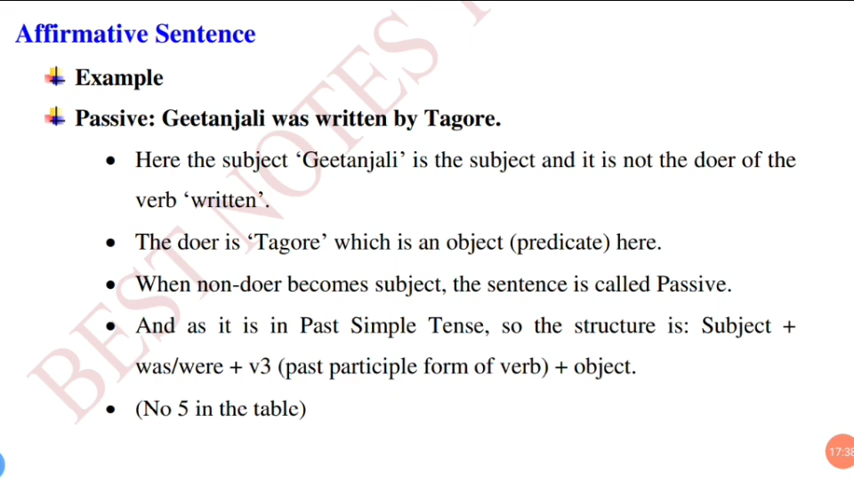 Affirmative Sentence
Example
Passive: Geetanjali was written by Tagore.
• Here the subject ‘Geetanjali’ is the subject and it is not the doer of the
verb ‘written’.
• The doer is ‘Tagore’ which is an object (predicate) here.
• When non-doer becomes subject, the sentence is called Passive.
• And as it is in Past Simple Tense, so the structure is: Subject +
was/were + v3 (past participle form of verb) + object.
• (No 5 in the table)
BEST NOTES
17:38